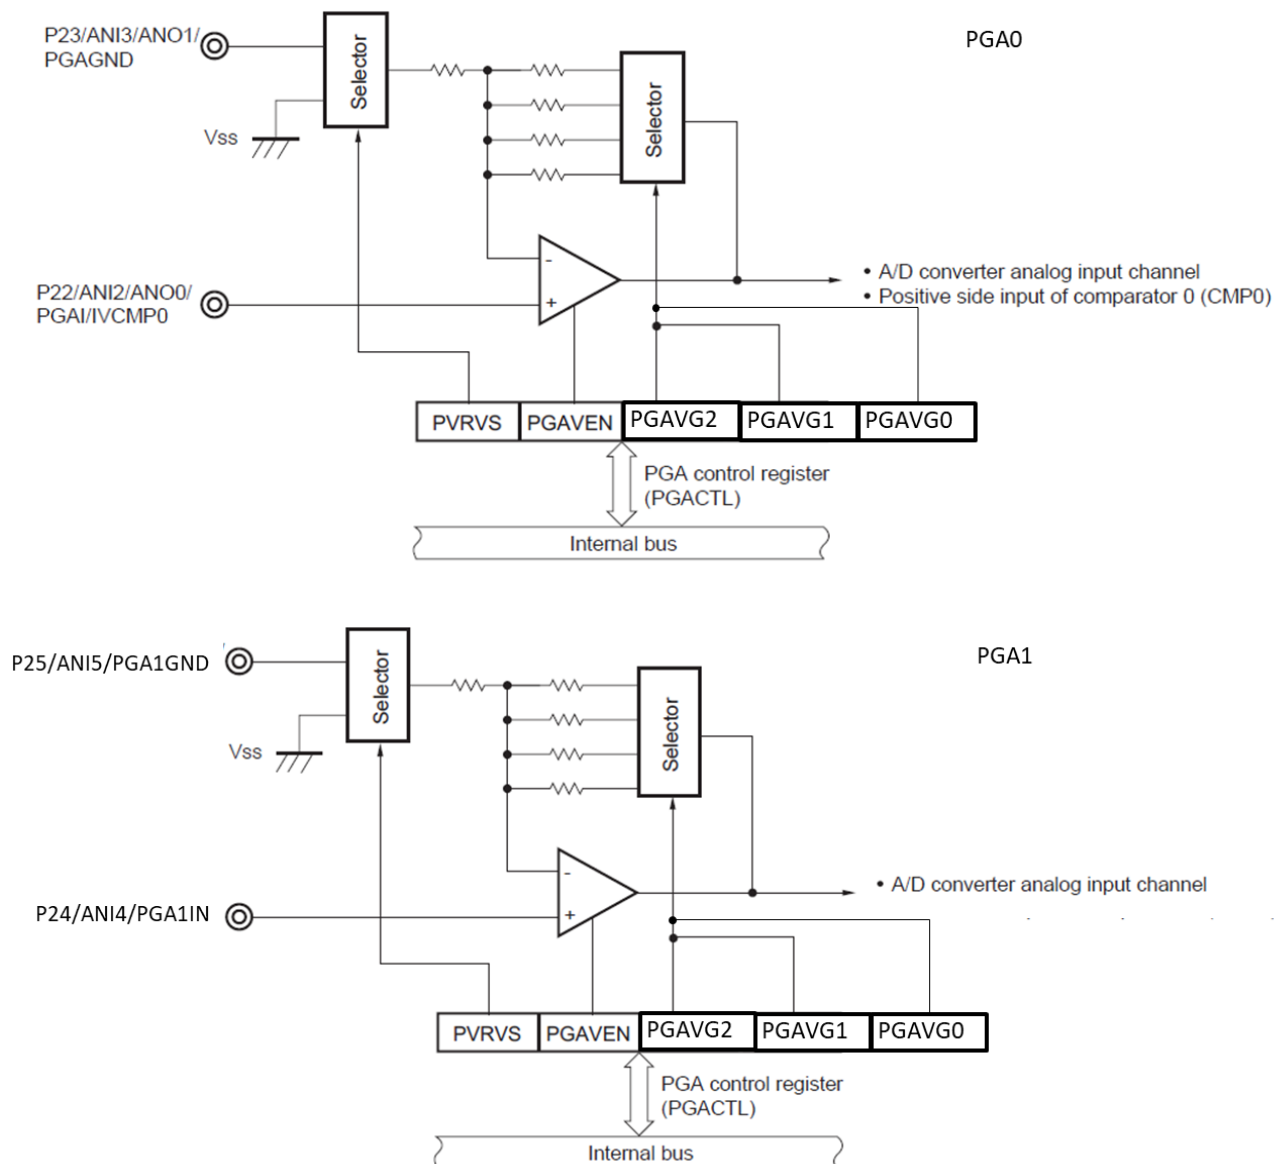 P23/ANI3/ANO1/
PGAGND
Selector
PGA0
Vss
Selector
-
+
P22/ANI2/ANO0/
PGAI/IVCMP0
• A/D converter analog input channel
• Positive side input of comparator 0 (CMP0)
PVRVS PGAVEN PGAVG2 PGAVG1 PGAVG0
PGA control register
(PGACTL)
Internal bus
P25/ANI5/PGA1GND
Selector
PGA1
Vss
Selector
-
+
P24/ANI4/PGA1IN
• A/D converter analog input channel
PVRVS PGAVEN PGAVG2 PGAVG1 PGAVG0
PGA control register
(PGACTL)
Internal bus